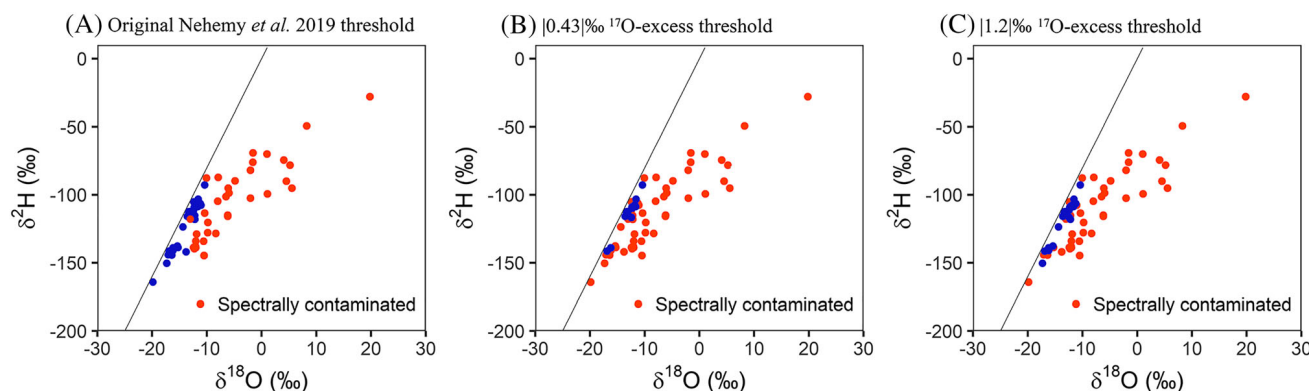 (A) Original Nehemy et al. 2019 threshold
δ²H (‰)
0
-50
-100
-150
-200
Spectrally contaminated
-30 -20 -10 0 10 20 30
δ¹⁸O (‰)
(B) |0.43|‰ ¹⁷O-excess threshold
δ²H (‰)
0
-50
-100
-150
-200
Spectrally contaminated
-30 -20 -10 0 10 20 30
δ¹⁸O (‰)
(C) |1.2|‰ ¹⁷O-excess threshold
δ²H (‰)
0
-50
-100
-150
-200
Spectrally contaminated
-30 -20 -10 0 10 20 30
δ¹⁸O (‰)